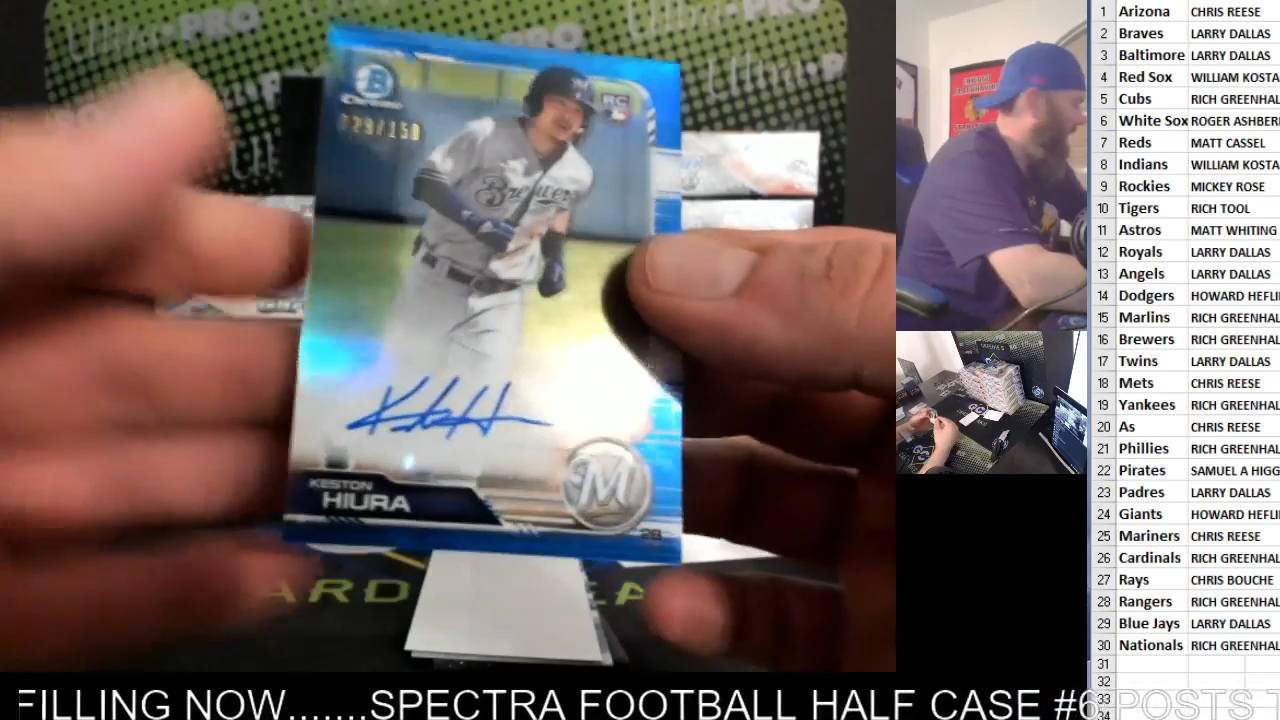 Ultra•PRO
B
Chrome
029/150
RC
Brewers
KESTON
HIURA
M
28
1 Arizona CHRIS REESE
2 Braves LARRY DALLAS
3 Baltimore LARRY DALLAS
4 Red Sox WILLIAM KOSTA
5 Cubs RICH GREENHAL
6 White Sox ROGER ASHBER
7 Reds MATT CASSEL
8 Indians WILLIAM KOSTA
9 Rockies MICKEY ROSE
10 Tigers RICH TOOL
11 Astros MATT WHITING
12 Royals LARRY DALLAS
13 Angels LARRY DALLAS
14 Dodgers HOWARD HEFLI
15 Marlins RICH GREENHAL
16 Brewers RICH GREENHAL
17 Twins LARRY DALLAS
18 Mets CHRIS REESE
19 Yankees RICH GREENHAL
20 As CHRIS REESE
21 Phillies RICH GREENHAL
22 Pirates SAMUEL A HIGG
23 Padres LARRY DALLAS
24 Giants HOWARD HEFLI
25 Mariners CHRIS REESE
26 Cardinals RICH GREENHAL
27 Rays CHRIS BOUCHE
28 Rangers RICH GREENHAL
29 Blue Jays LARRY DALLAS
30 Nationals RICH GREENHAL
31
32
33
34
FILLING NOW.......SPECTRA FOOTBALL HALF CASE #6 POSTS T